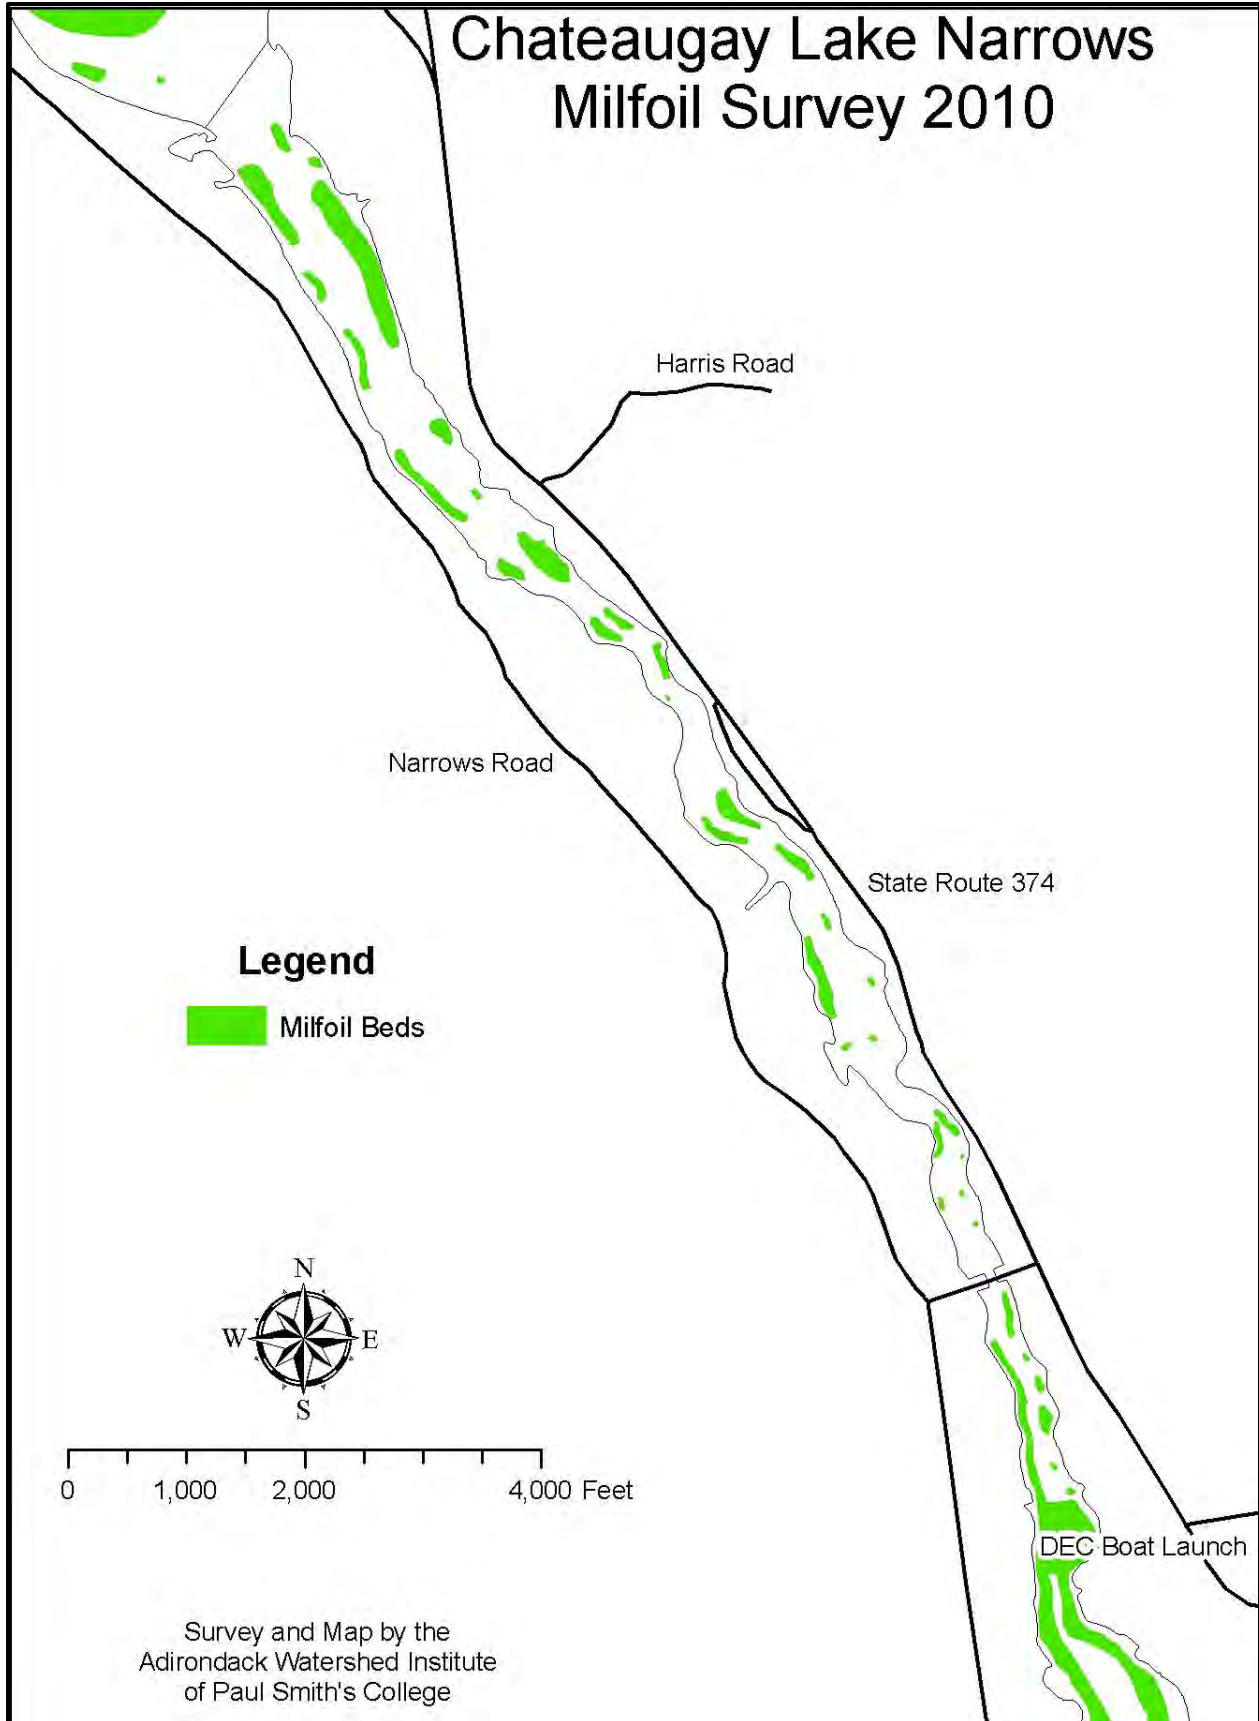 Chateaugay Lake Narrows
Milfoil Survey 2010
Harris Road
Narrows Road
State Route 374
Legend
Milfoil Beds
N
W E
S
0 1,000 2,000 4,000 Feet
DEC Boat Launch
Survey and Map by the
Adirondack Watershed Institute
of Paul Smith's College